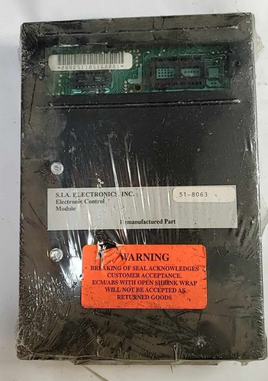 S.I.A. ELECTRONICS, INC.
51-8063
Electronic Control
Module
Remanufactured Part
WARNING
BREAKING OF SEAL ACKNOWLEDGES
CUSTOMER ACCEPTANCE.
ECM/ABS WITH OPEN SHRINK WRAP
WILL NOT BE ACCEPTED AS
RETURNED GOODS